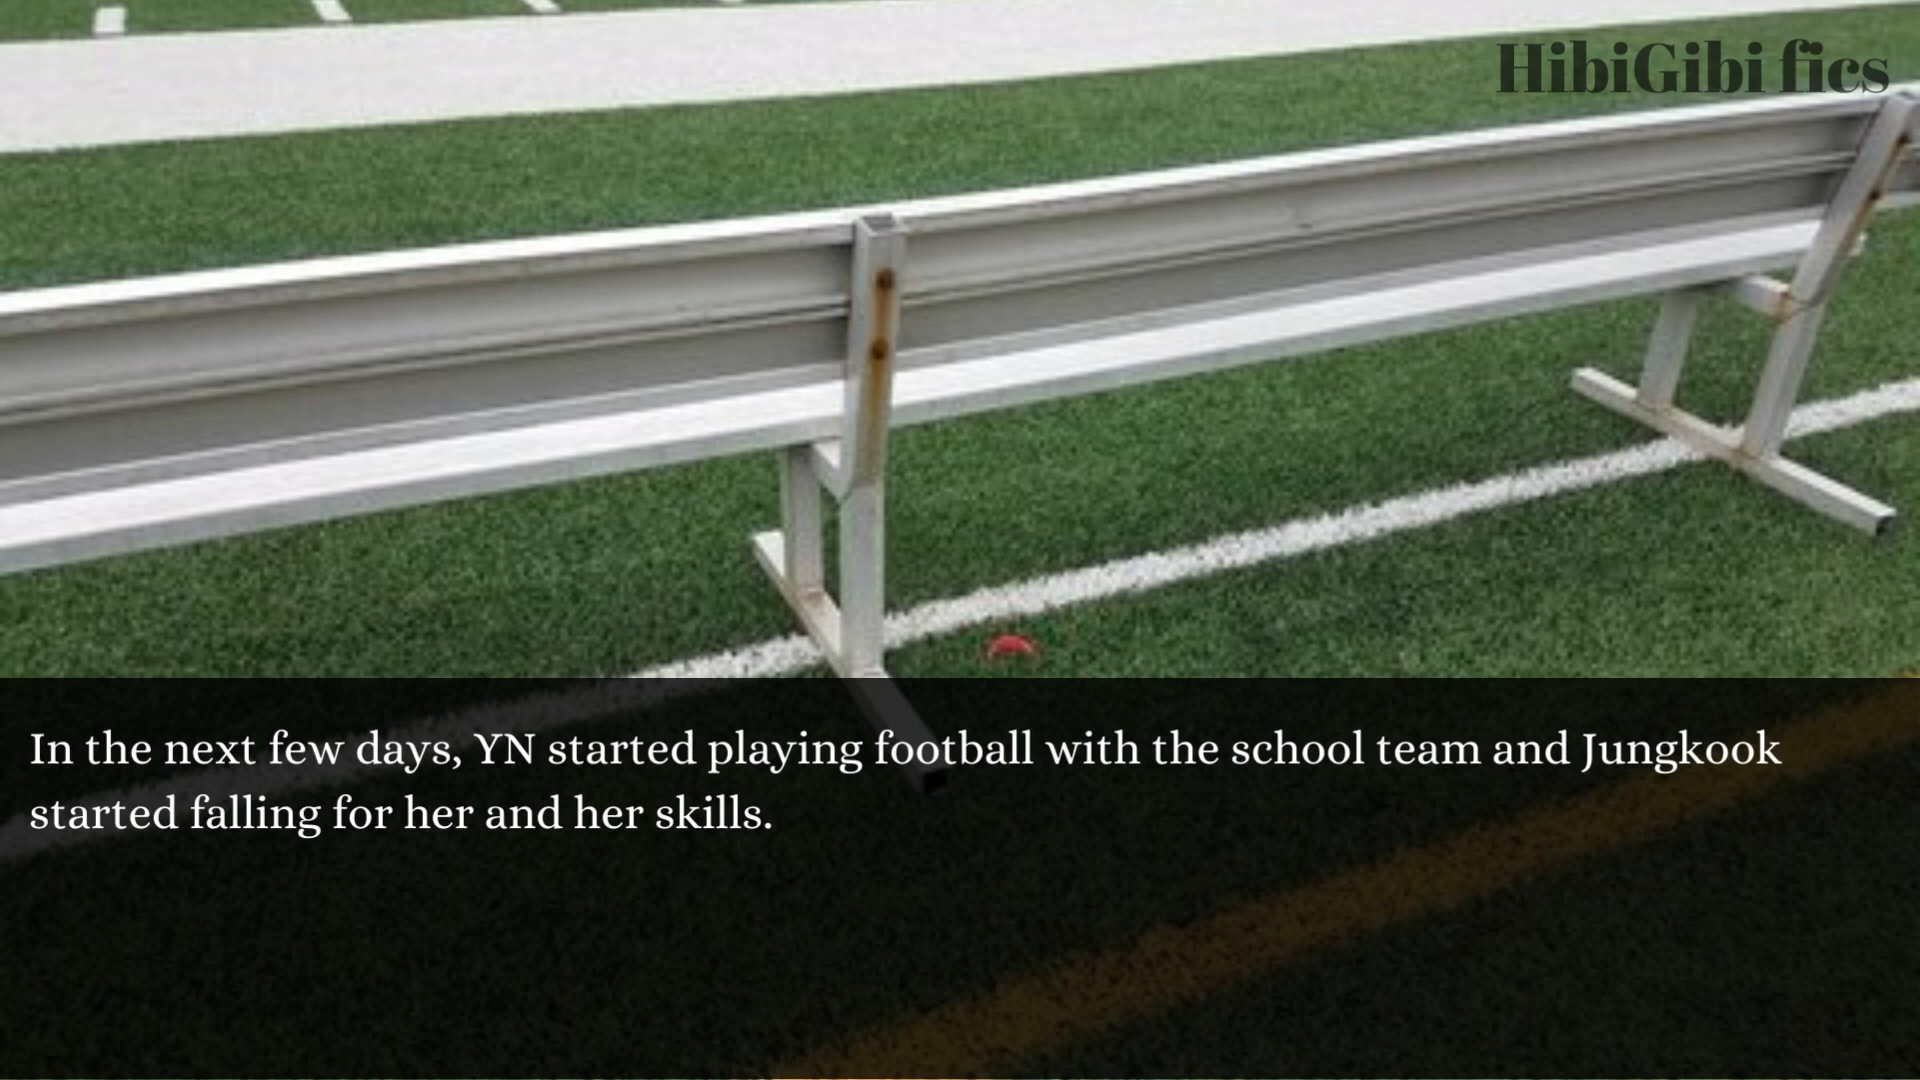 HibiGibi fics
In the next few days, YN started playing football with the school team and Jungkook
started falling for her and her skills.